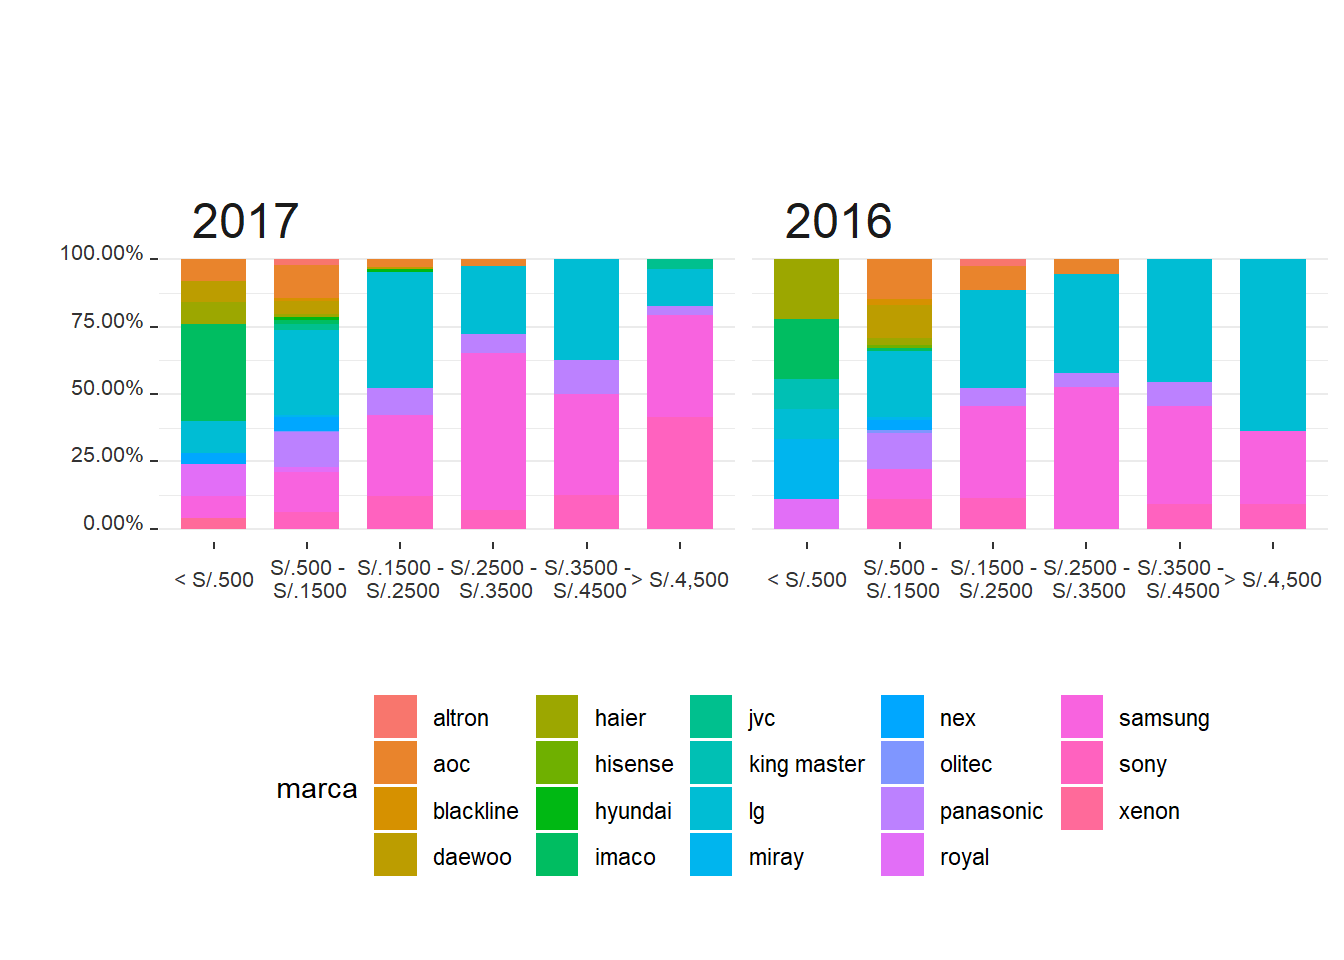 2017
2016
100.00%
75.00%
50.00%
25.00%
0.00%
< S/.500
S/.500 -
S/.1500
S/.1500 -
S/.2500
S/.2500 -
S/.3500
S/.3500 -
S/.4500
> S/.4,500
< S/.500
S/.500 -
S/.1500
S/.1500 -
S/.2500
S/.2500 -
S/.3500
S/.3500 -
S/.4500
> S/.4,500
marca
altron
aoc
blackline
daewoo
haier
hisense
hyundai
imaco
jvc
king master
lg
miray
nex
olitec
panasonic
royal
samsung
sony
xenon